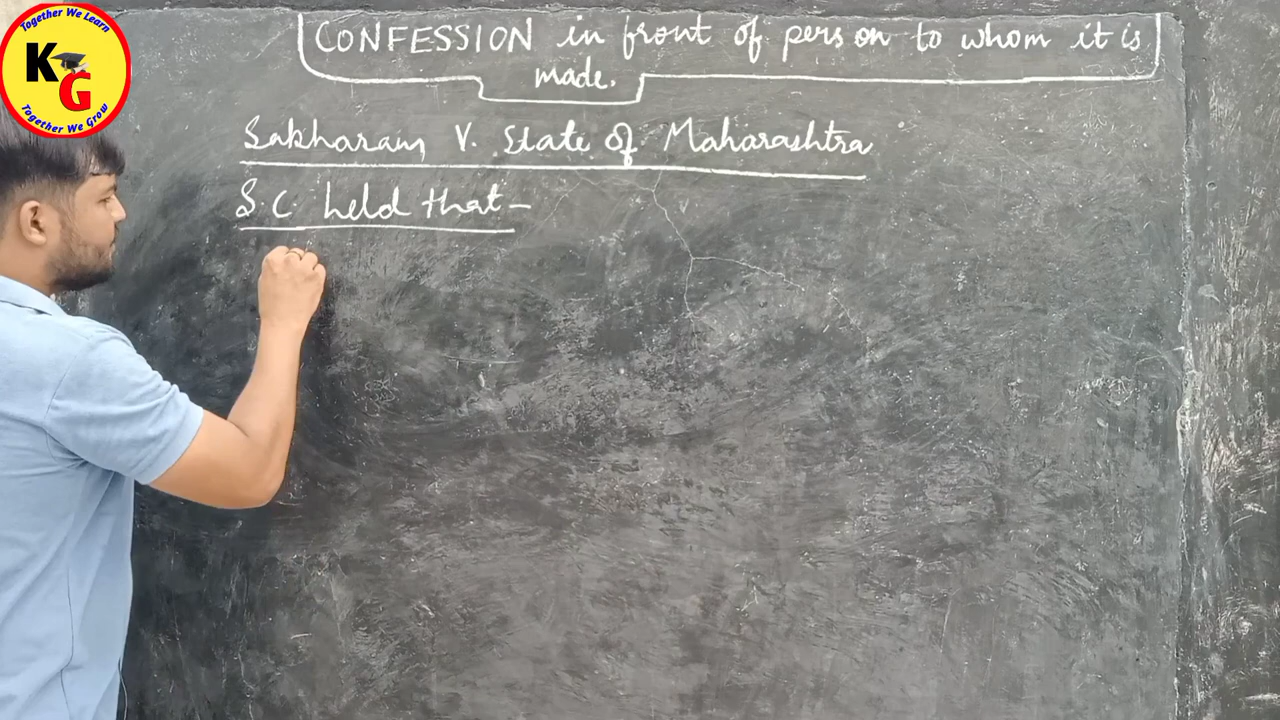 Together We Learn
KG
Together We Grow
CONFESSION in front of person to whom it is
made.
Sakharam V. State of Maharashtra
S.C. held that -